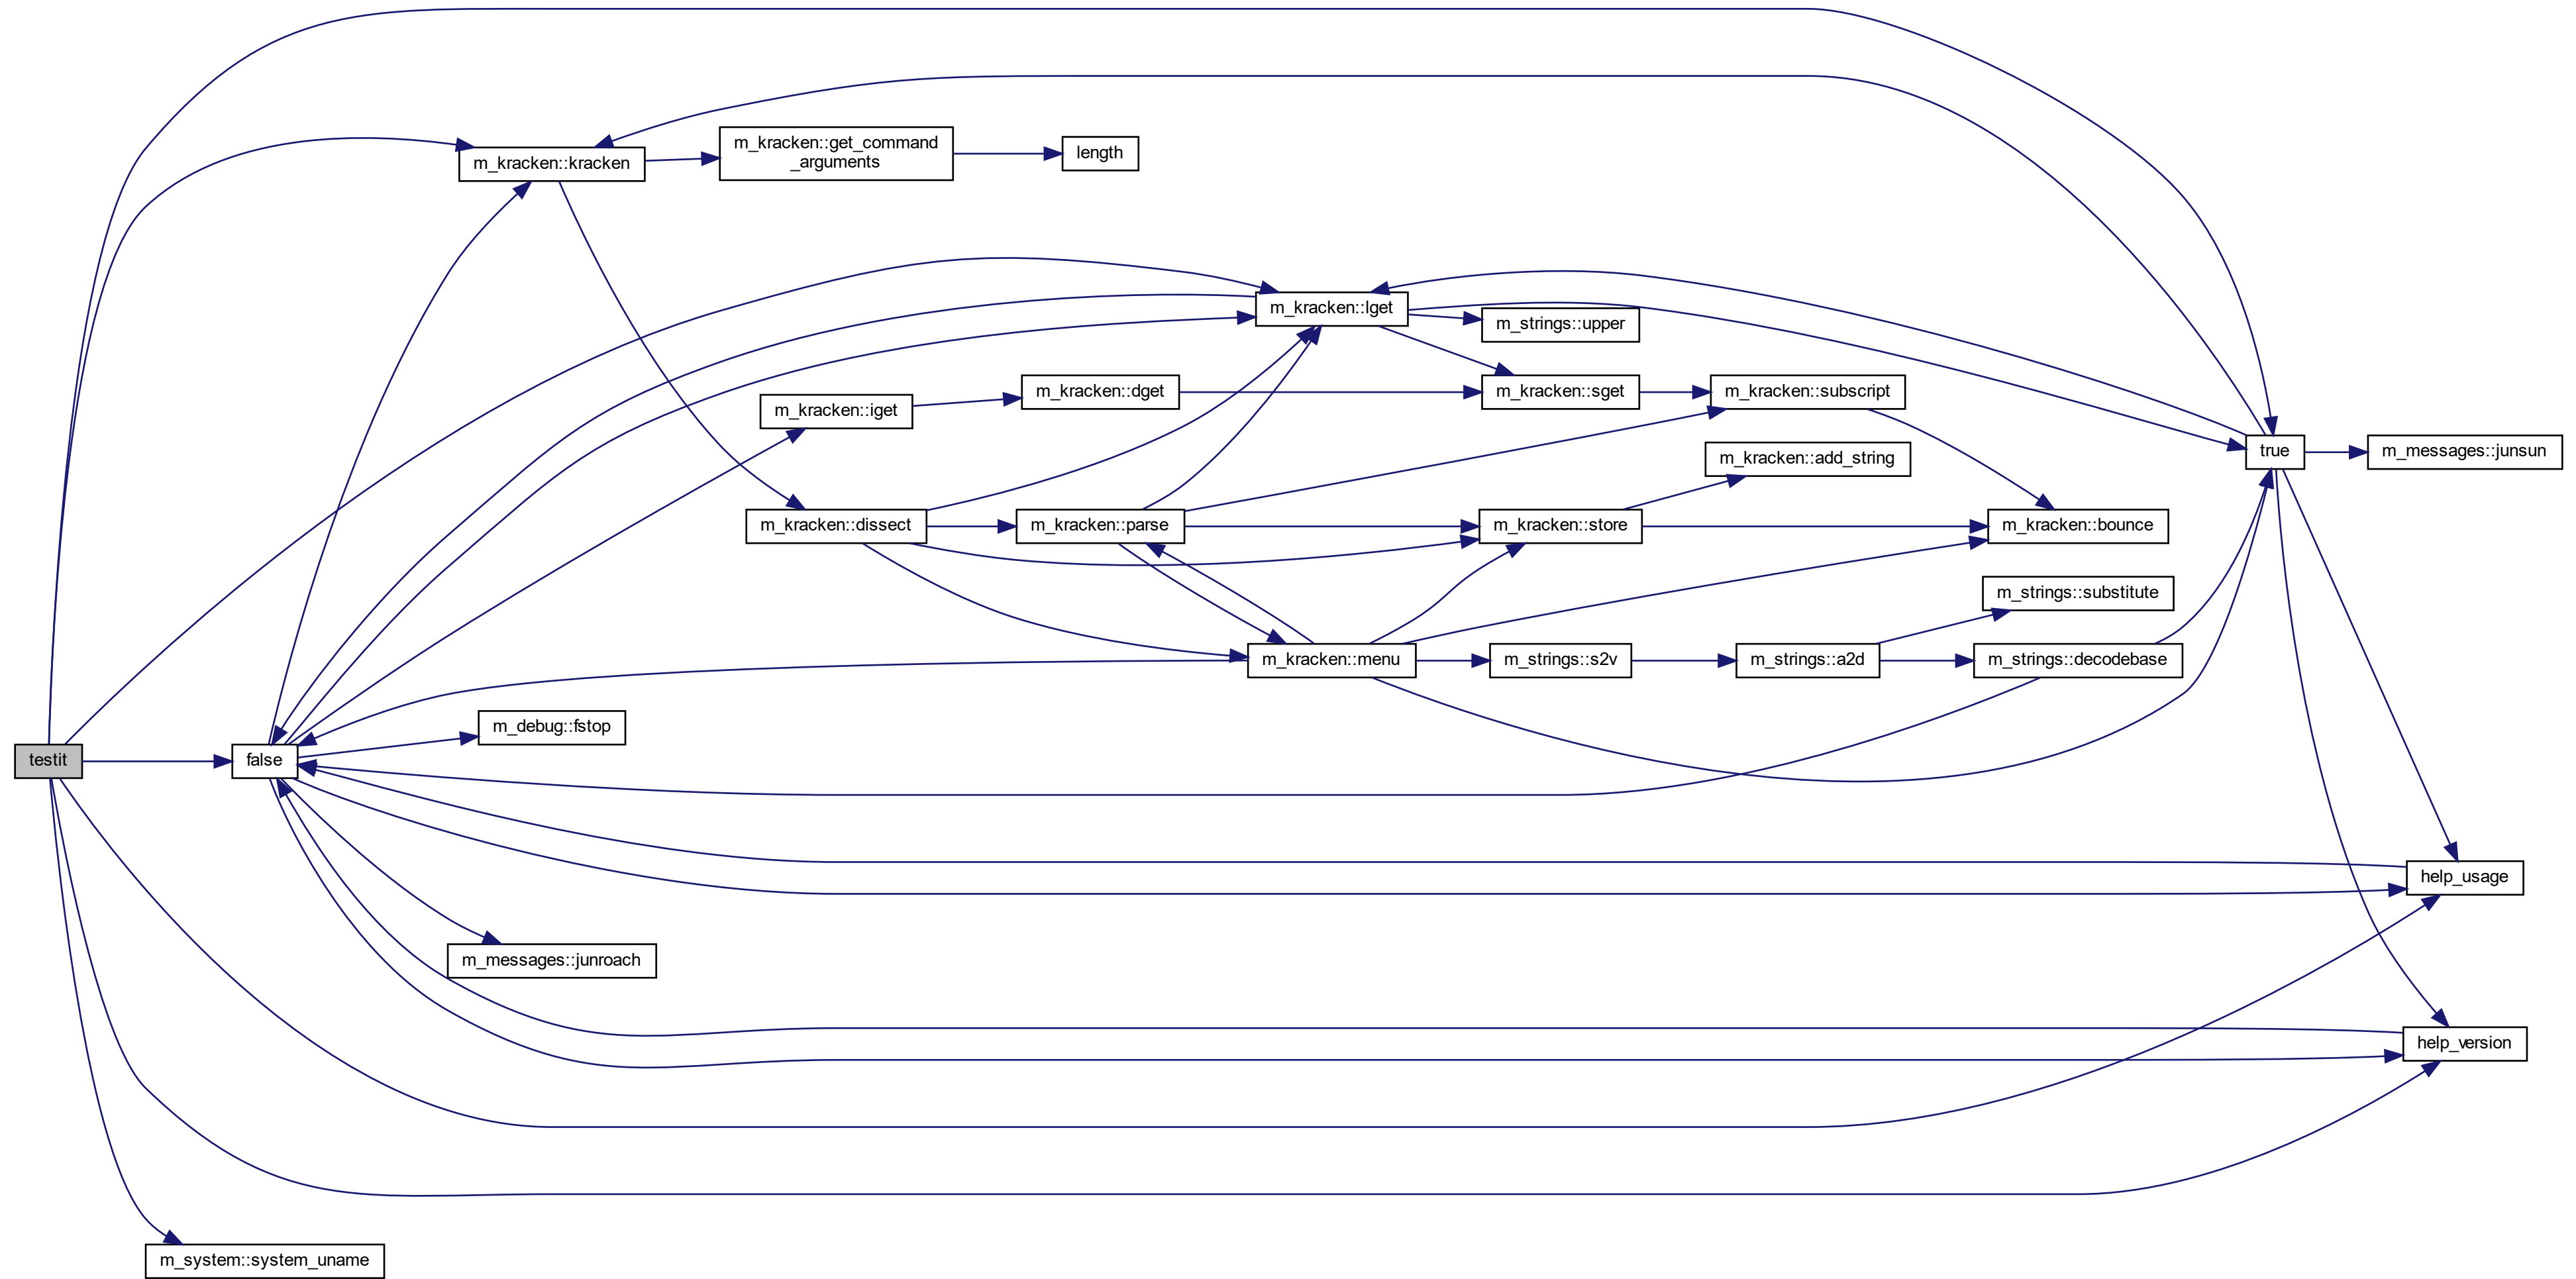 m_kracken::kracken
m_kracken::get_command
_arguments
length
m_kracken::lget
m_strings::upper
m_kracken::iget
m_kracken::dget
m_kracken::sget
m_kracken::subscript
m_kracken::add_string
true
m_messages::junsun
m_kracken::dissect
m_kracken::parse
m_kracken::store
m_kracken::bounce
m_strings::substitute
m_kracken::menu
m_strings::s2v
m_strings::a2d
m_strings::decodebase
m_debug::fstop
testit
false
help_usage
m_messages::junroach
help_version
m_system::system_uname